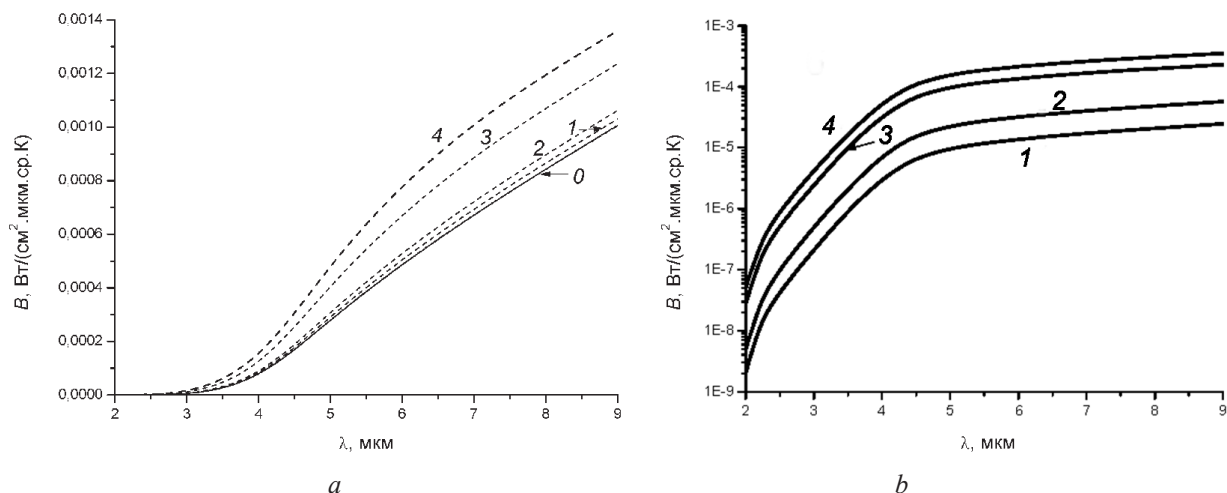 0,0014
0,0012
0,0010
0,0008
0,0006
0,0004
0,0002
0,0000
B, Вт/(см².мкм.ср.К)
2 3 4 5 6 7 8 9
λ, мкм
4
3
1
2
0
a
1E-3
1E-4
1E-5
1E-6
1E-7
1E-8
1E-9
B, Вт/(см².мкм.ср.К)
2 3 4 5 6 7 8 9
λ, мкм
4
3
2
1
b